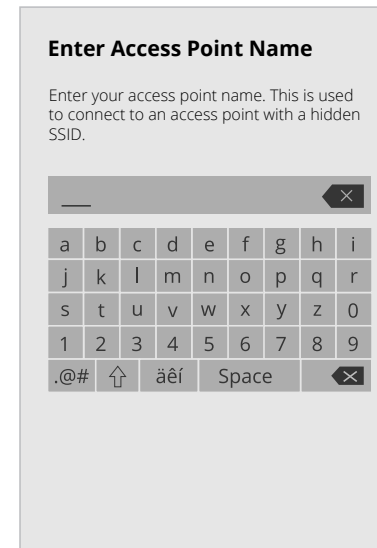 Enter Access Point Name
Enter your access point name. This is used
to connect to an access point with a hidden
SSID.
a b c d e f g h i
j k l m n o p q r
s t u v w x y z 0
1 2 3 4 5 6 7 8 9
.@# äêí Space